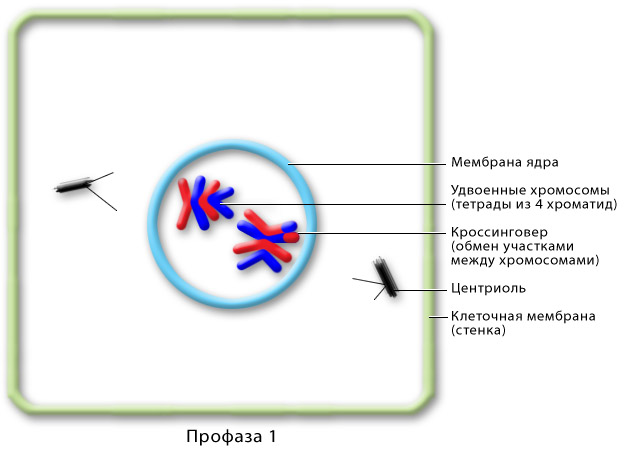 Мембрана ядра
Удвоенные хромосомы
(тетрады из 4 хроматид)
Кроссинговер
(обмен участками
между хромосомами)
Центриоль
Клеточная мембрана
(стенка)
Профаза 1